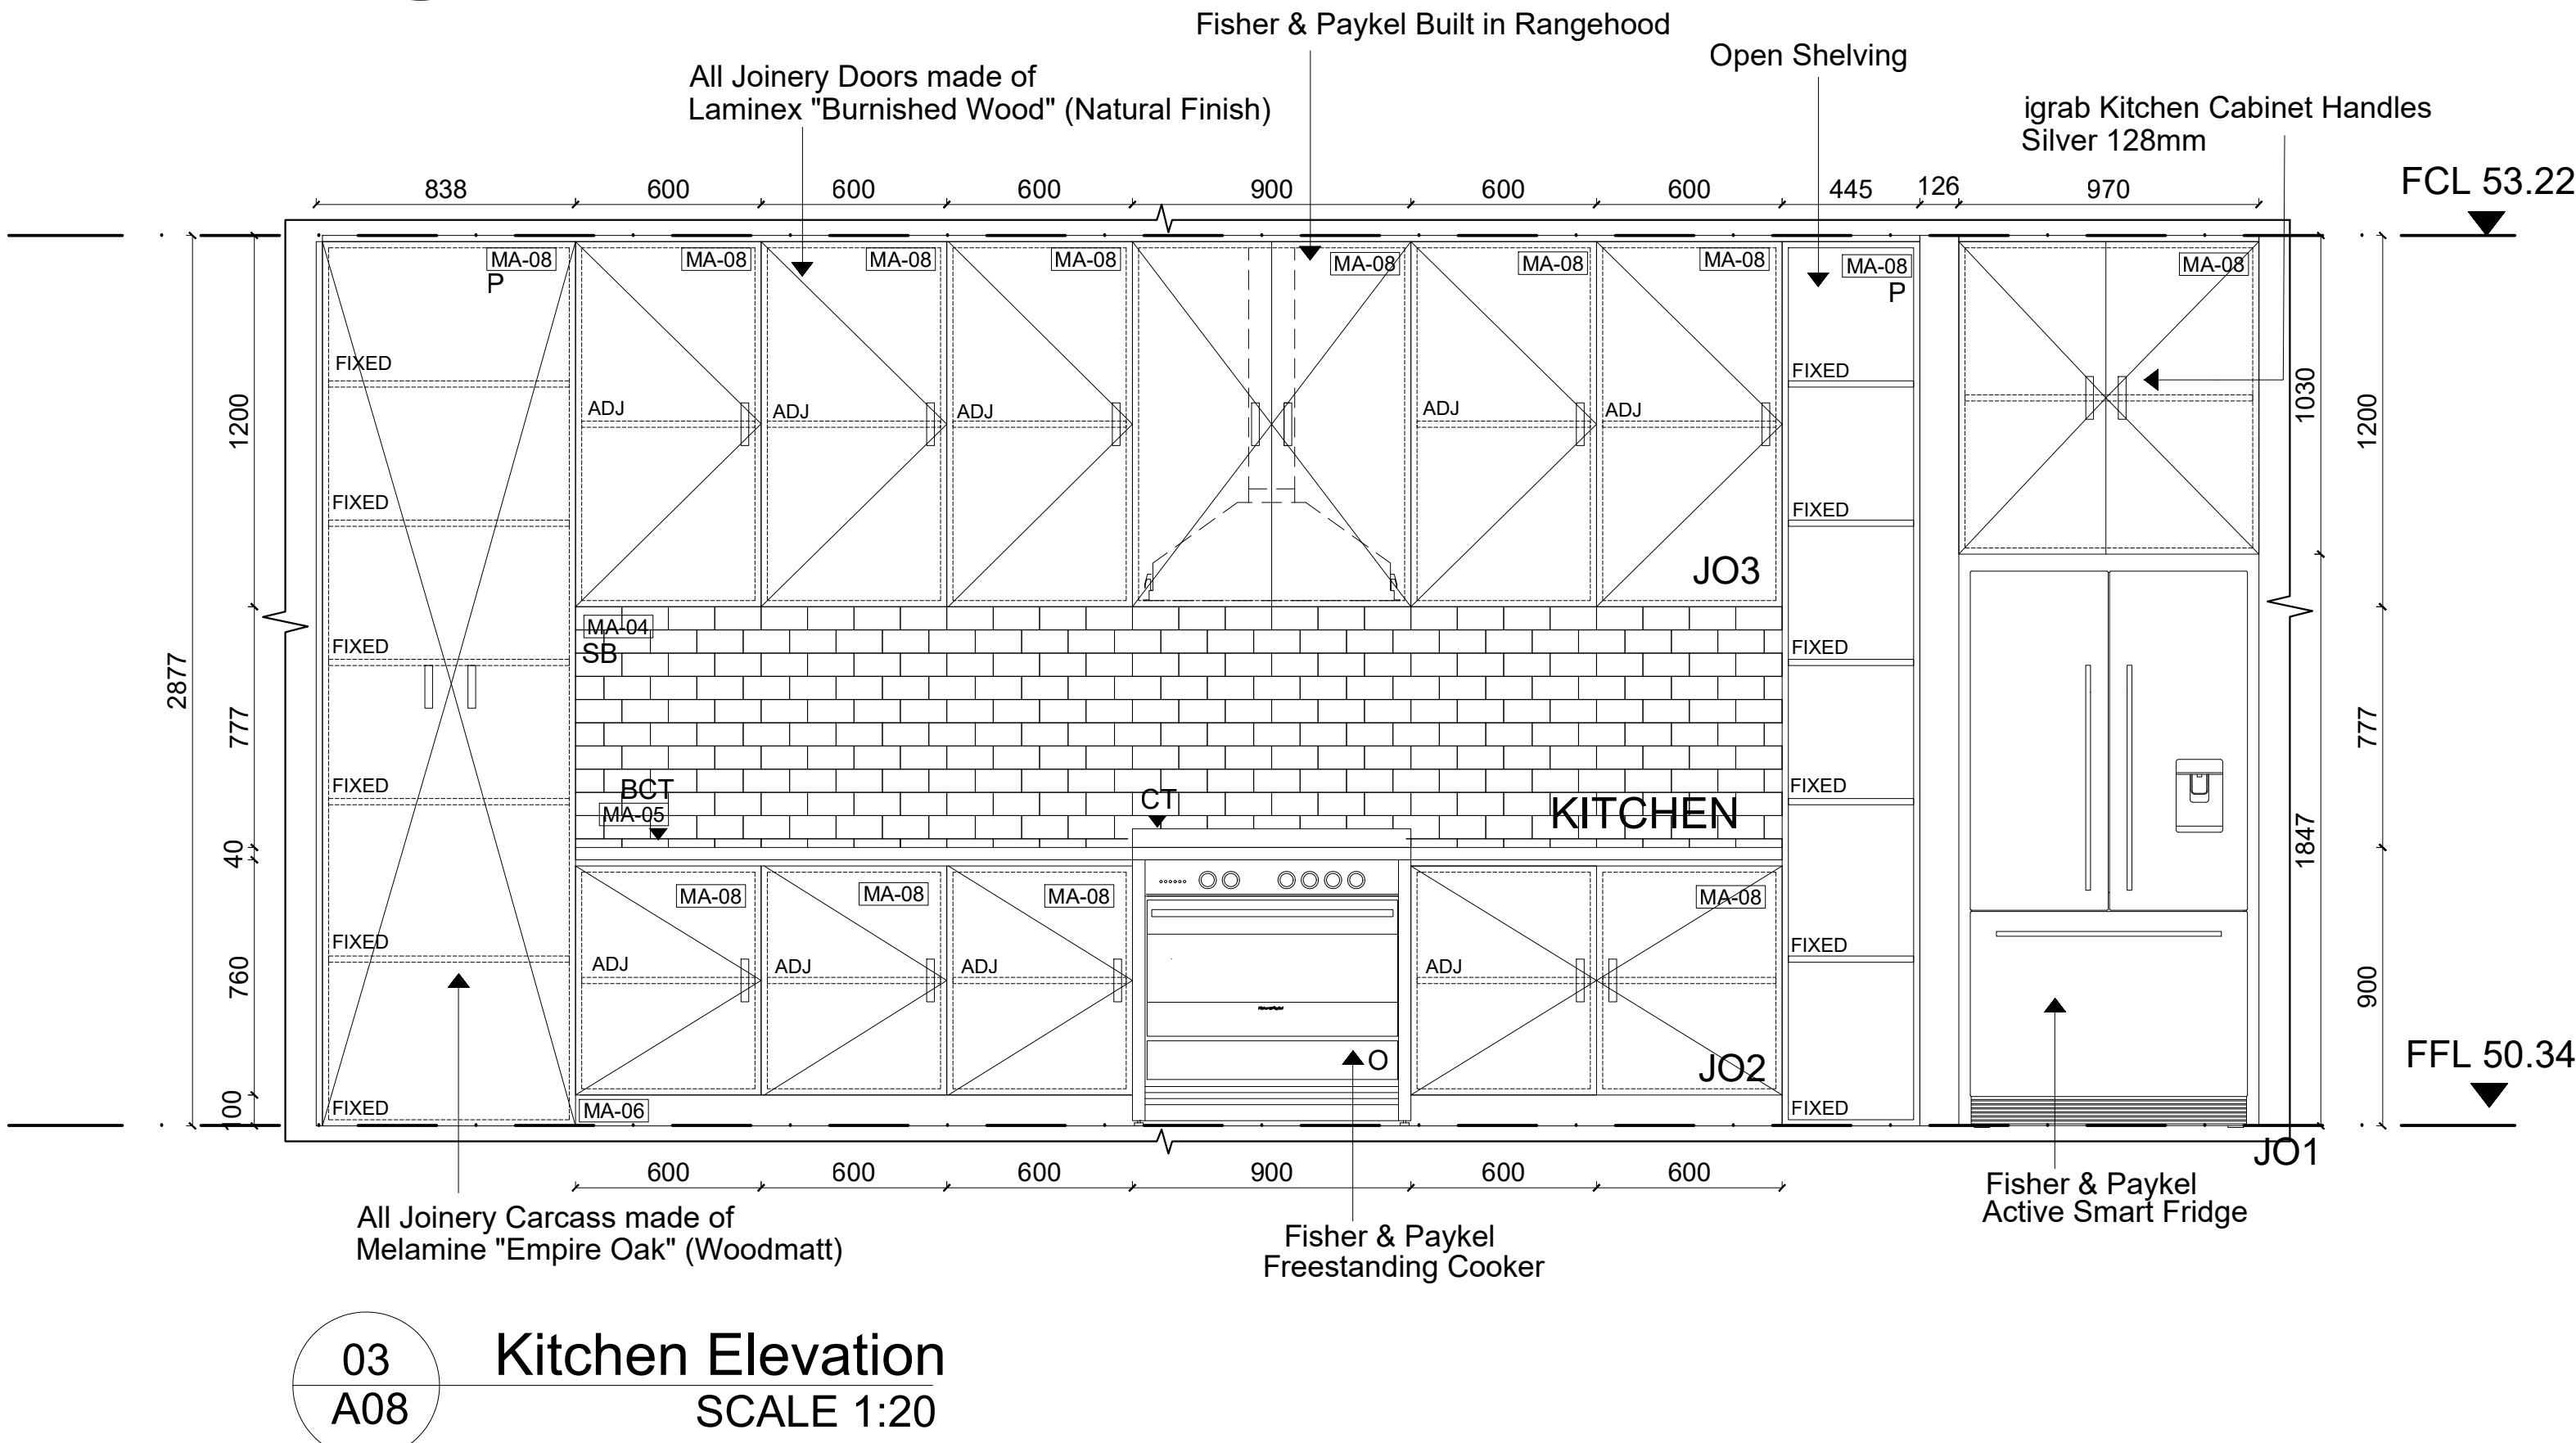 Fisher & Paykel Built in Rangehood
Open Shelving
All Joinery Doors made of
Laminex "Burnished Wood" (Natural Finish)
igrab Kitchen Cabinet Handles
Silver 128mm
838 600 600 600 900 600 600 445 126 970
FCL 53.22
MA-08 MA-08 MA-08 MA-08 MA-08 MA-08 MA-08 MA-08 MA-08
P P
FIXED FIXED
ADJ ADJ ADJ ADJ ADJ
1200 1030 1200
FIXED FIXED
JO3
MA-04
SB
FIXED FIXED
2877 777 777
BCT CT
MA-05 KITCHEN
FIXED FIXED
40 1847
MA-08 MA-08 MA-08 MA-08
FIXED FIXED
ADJ ADJ ADJ ADJ
760 900
O JO2
FFL 50.34
100 FIXED MA-06 FIXED
JO1
600 600 600 900 600 600
Fisher & Paykel
Active Smart Fridge
All Joinery Carcass made of
Melamine "Empire Oak" (Woodmatt)
Fisher & Paykel
Freestanding Cooker
03
A08
Kitchen Elevation
SCALE 1:20